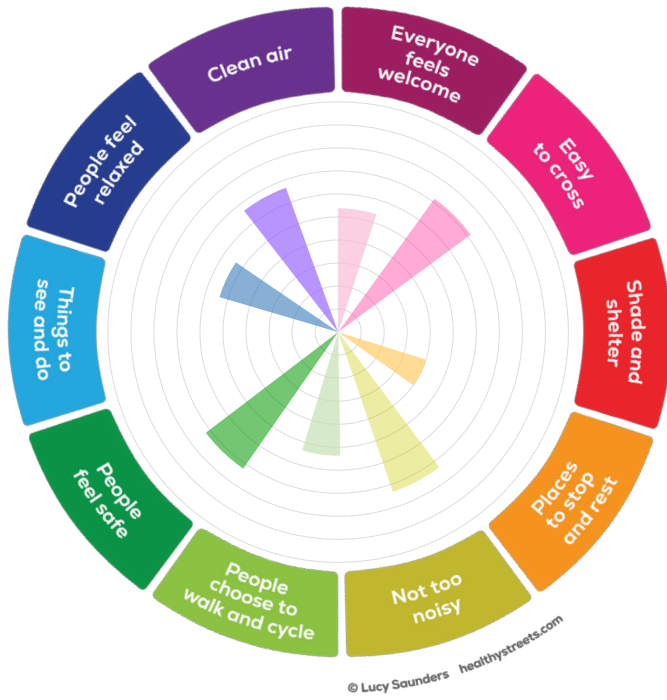 Everyone
feels
welcome
Easy
to cross
Shade and
shelter
Places
to stop
and rest
Not too
noisy
People
choose to
walk and cycle
People
feel safe
Things to
see and do
People feel
relaxed
Clean air
© Lucy Saunders healthystreets.com